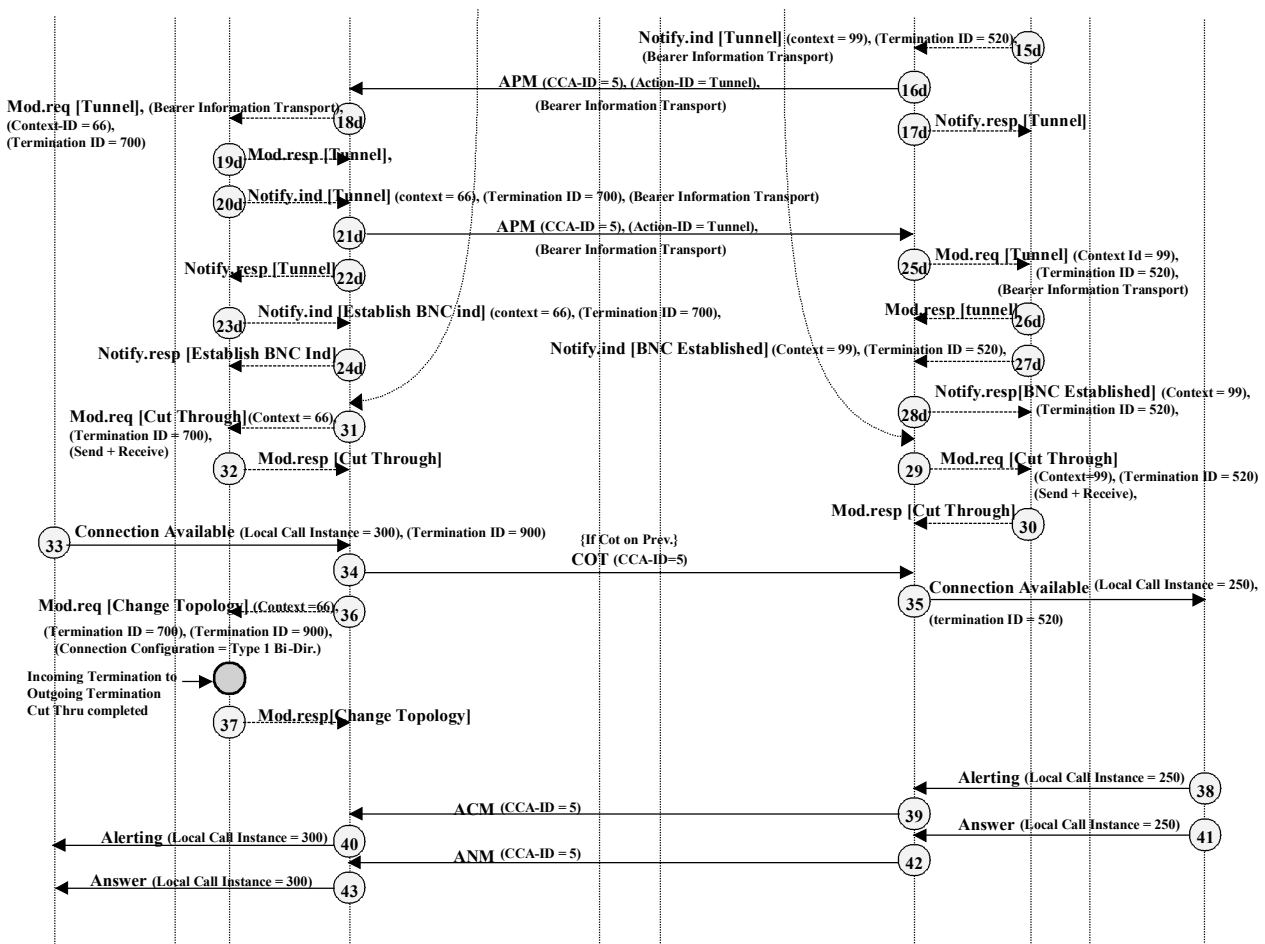 Notify.ind [Tunnel] (context = 99), (Termination ID = 520),
(Bearer Information Transport)
15d
APM (CCA-ID = 5), (Action-ID = Tunnel),
(Bearer Information Transport)
16d
Mod.req [Tunnel], (Bearer Information Transport),
(Context-ID = 66),
(Termination ID = 700)
18d
17d
Notify.resp [Tunnel]
19d
Mod.resp [Tunnel],
20d
Notify.ind [Tunnel] (context = 66), (Termination ID = 700), (Bearer Information Transport)
21d
APM (CCA-ID = 5), (Action-ID = Tunnel),
(Bearer Information Transport)
Notify.resp [Tunnel]
22d
25d
Mod.req [Tunnel] (Context Id = 99),
(Termination ID = 520),
(Bearer Information Transport)
23d
Notify.ind [Establish BNC ind] (context = 66), (Termination ID = 700),
Mod.resp [tunnel]
26d
Notify.resp [Establish BNC Ind]
24d
Notify.ind [BNC Established] (Context = 99), (Termination ID = 520),
27d
28d
Notify.resp[BNC Established] (Context = 99),
(Termination ID = 520),
Mod.req [Cut Through](Context = 66),
(Termination ID = 700),
(Send + Receive)
31
32
Mod.resp [Cut Through]
29
Mod.req [Cut Through]
(Context=99), (Termination ID = 520)
(Send + Receive),
Mod.resp [Cut Through]
30
33
Connection Available (Local Call Instance = 300), (Termination ID = 900)
{If Cot on Prev.}
COT (CCA-ID=5)
34
35
Connection Available (Local Call Instance = 250),
(termination ID = 520)
Mod.req [Change Topology] (Context =66),
(Termination ID = 700), (Termination ID = 900),
(Connection Configuration = Type 1 Bi-Dir.)
36
Incoming Termination to
Outgoing Termination
Cut Thru completed
37
Mod.resp[Change Topology]
Alerting (Local Call Instance = 250)
38
ACM (CCA-ID = 5)
39
Alerting (Local Call Instance = 300)
40
Answer (Local Call Instance = 250)
41
ANM (CCA-ID = 5)
42
Answer (Local Call Instance = 300)
43